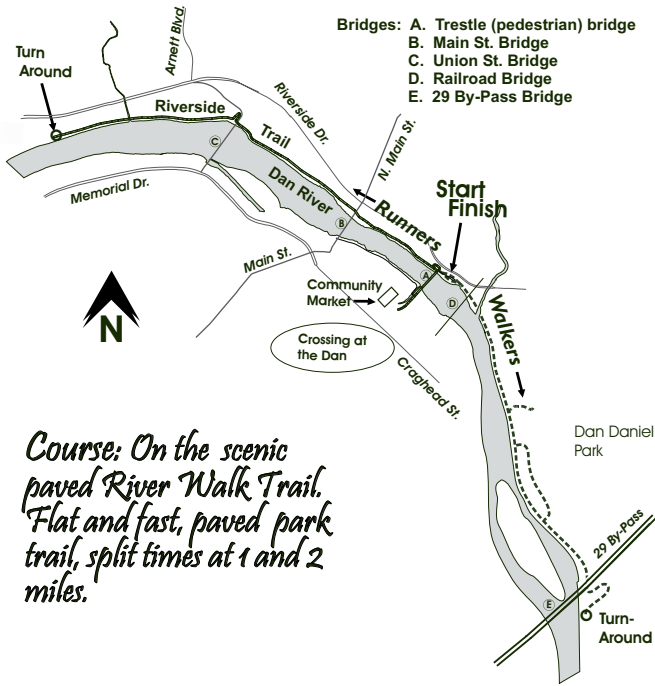 Bridges: A. Trestle (pedestrian) bridge
B. Main St. Bridge
C. Union St. Bridge
D. Railroad Bridge
E. 29 By-Pass Bridge
Turn
Around
Arnett Blvd.
Riverside
Trail
Riverside Dr.
N. Main St.
C
Dan River
B
Memorial Dr.
Runners
Start
Finish
Main St.
A
D
Community
Market
N
Crossing at
the Dan
Craghead St.
Walkers
Dan Daniel
Park
Course: On the scenic
paved River Walk Trail.
Flat and fast, paved park
trail, split times at 1 and 2
miles.
29 By-Pass
E
Turn-
Around